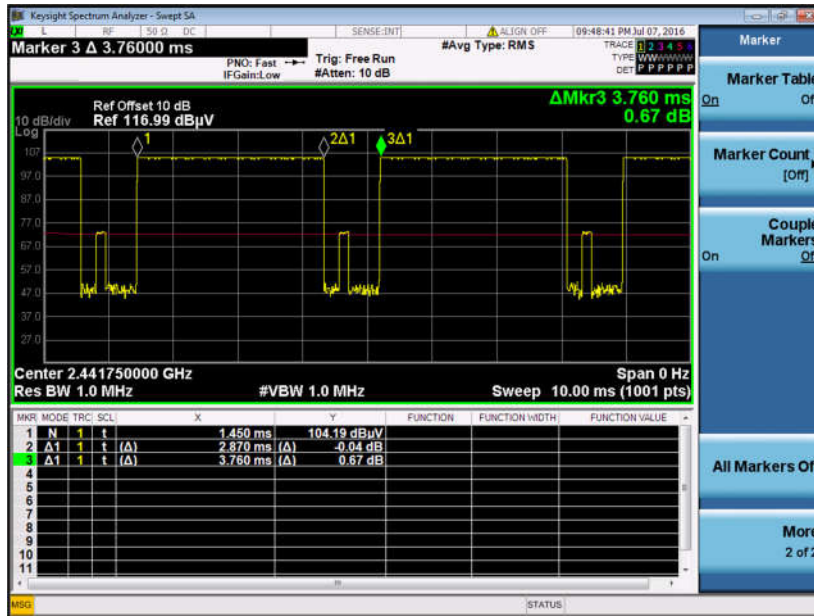 Keysight Spectrum Analyzer - Swept SA
L RF 50 Ω DC SENSE:INT ALIGN OFF 09:48:41 PM Jul 07, 2016
Marker 3 Δ 3.76000 ms
PNO: Fast
IFGain:Low
Trig: Free Run
#Atten: 10 dB
#Avg Type: RMS
TRACE 1 2 3 4 5 6
TYPE WWWWWW
DET P P P P P P
ΔMkr3 3.760 ms
0.67 dB
Ref Offset 10 dB
10 dB/div Ref 116.99 dBµV
Log
1
2Δ1
3Δ1
107
97.0
87.0
77.0
67.0
57.0
47.0
37.0
27.0
Center 2.441750000 GHz Span 0 Hz
Res BW 1.0 MHz #VBW 1.0 MHz Sweep 10.00 ms (1001 pts)
MKR MODE TRC SCL X Y FUNCTION FUNCTION WIDTH FUNCTION VALUE
1 N 1 t 1.450 ms 104.19 dBµV
2 Δ1 1 t (Δ) 2.870 ms (Δ) -0.04 dB
3 Δ1 1 t (Δ) 3.760 ms (Δ) 0.67 dB
4
5
6
7
8
9
10
11
MSG STATUS
Marker
Marker Table
On Of
Marker Count
[Off]
Couple
Markers
On Of
All Markers Of
More
2 of 2